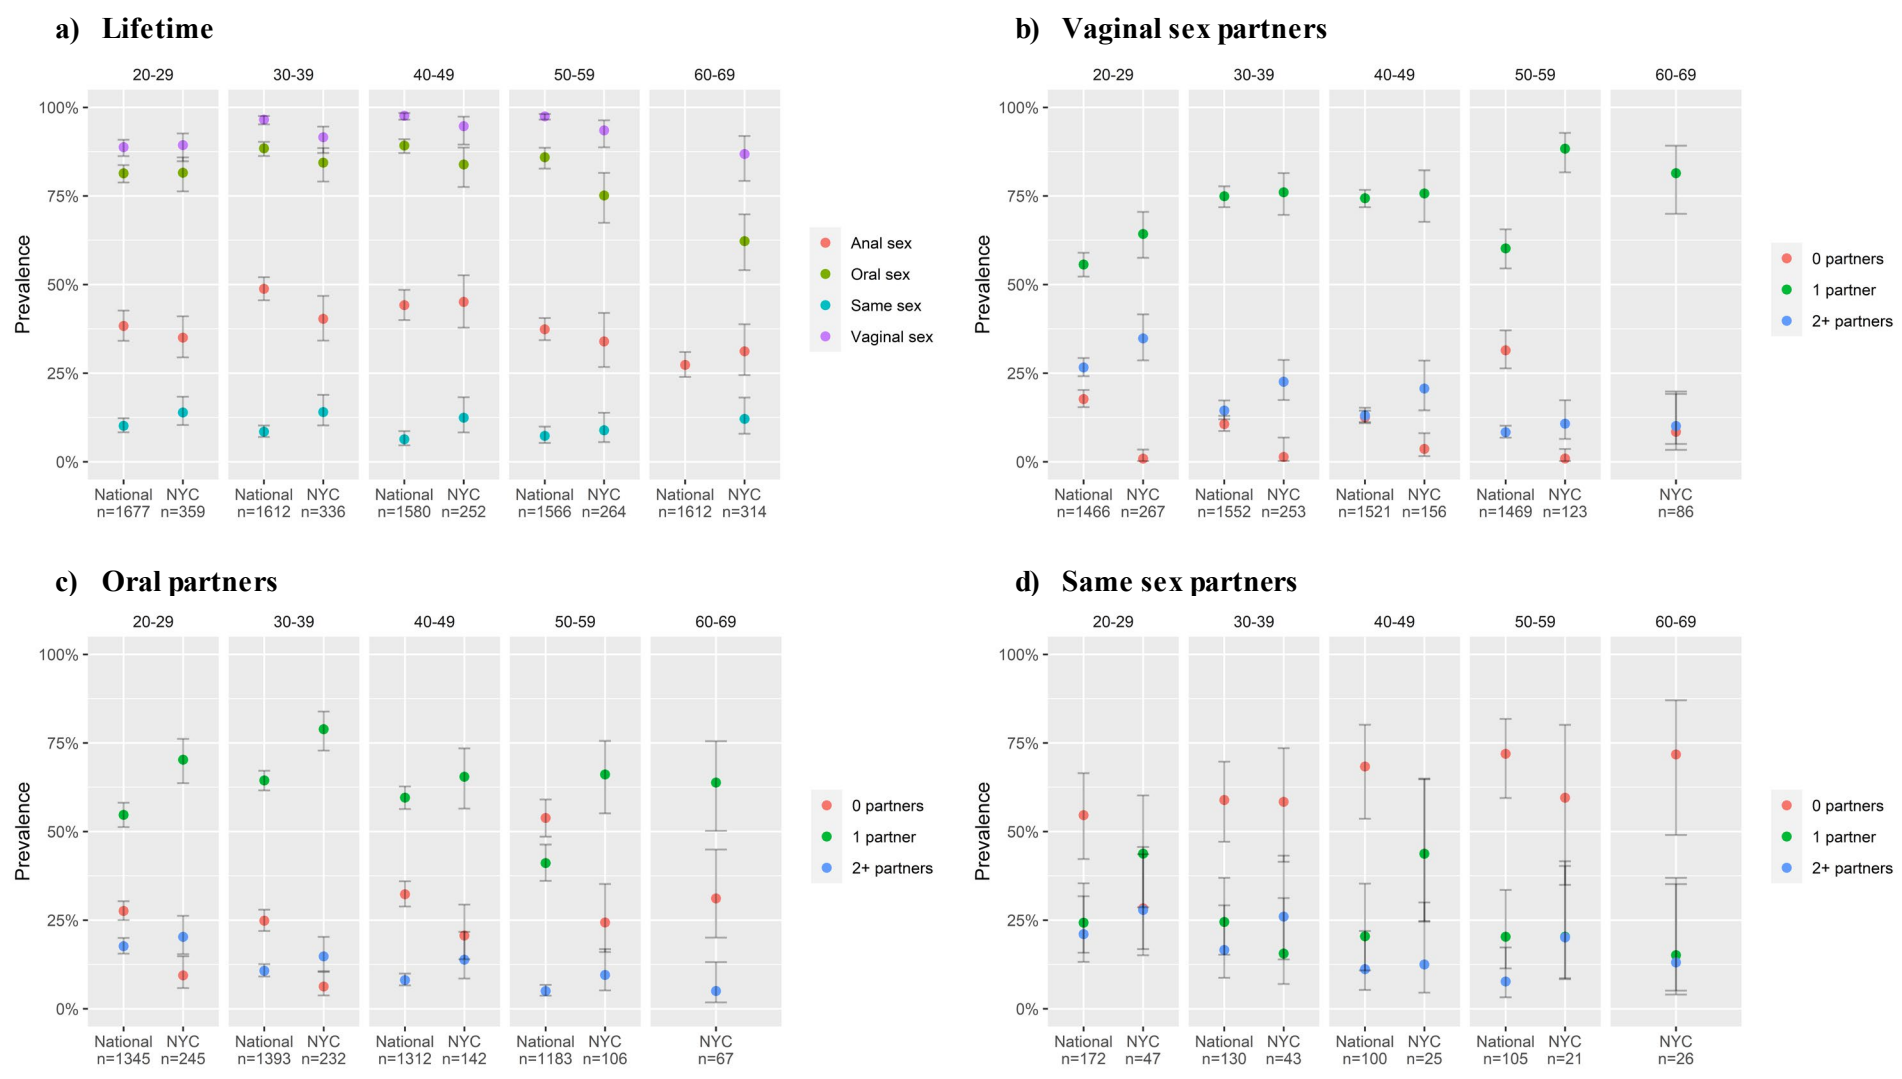 a) Lifetime
20-29 30-39 40-49 50-59 60-69
100%
75%
50%
25%
0%
Prevalence
National NYC National NYC National NYC National NYC National NYC
n=1677 n=359 n=1612 n=336 n=1580 n=252 n=1566 n=264 n=1612 n=314
Anal sex
Oral sex
Same sex
Vaginal sex
b) Vaginal sex partners
20-29 30-39 40-49 50-59 60-69
100%
75%
50%
25%
0%
Prevalence
National NYC National NYC National NYC National NYC NYC
n=1466 n=267 n=1552 n=253 n=1521 n=156 n=1469 n=123 n=86
0 partners
1 partner
2+ partners
c) Oral partners
20-29 30-39 40-49 50-59 60-69
100%
75%
50%
25%
0%
Prevalence
National NYC National NYC National NYC National NYC NYC
n=1345 n=245 n=1393 n=232 n=1312 n=142 n=1183 n=106 n=67
0 partners
1 partner
2+ partners
d) Same sex partners
20-29 30-39 40-49 50-59 60-69
100%
75%
50%
25%
0%
Prevalence
National NYC National NYC National NYC National NYC NYC
n=172 n=47 n=130 n=43 n=100 n=25 n=105 n=21 n=26
0 partners
1 partner
2+ partners